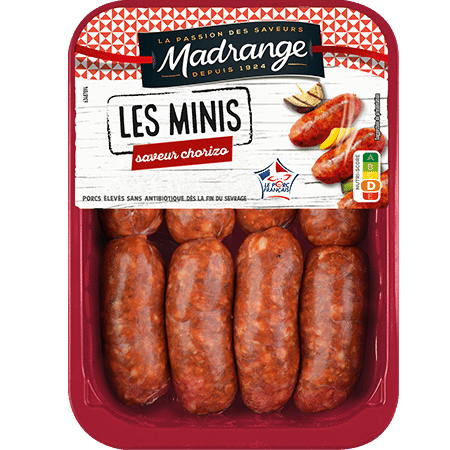 LA PASSION DES SAVEURS
Madrange
DEPUIS 1924
LES MINIS
saveur chorizo
LE PORC
FRANÇAIS
NUTRI-SCORE
A
B
C
D
E
PORCS ÉLEVÉS SANS ANTIBIOTIQUE DÈS LA FIN DU SEVRAGE